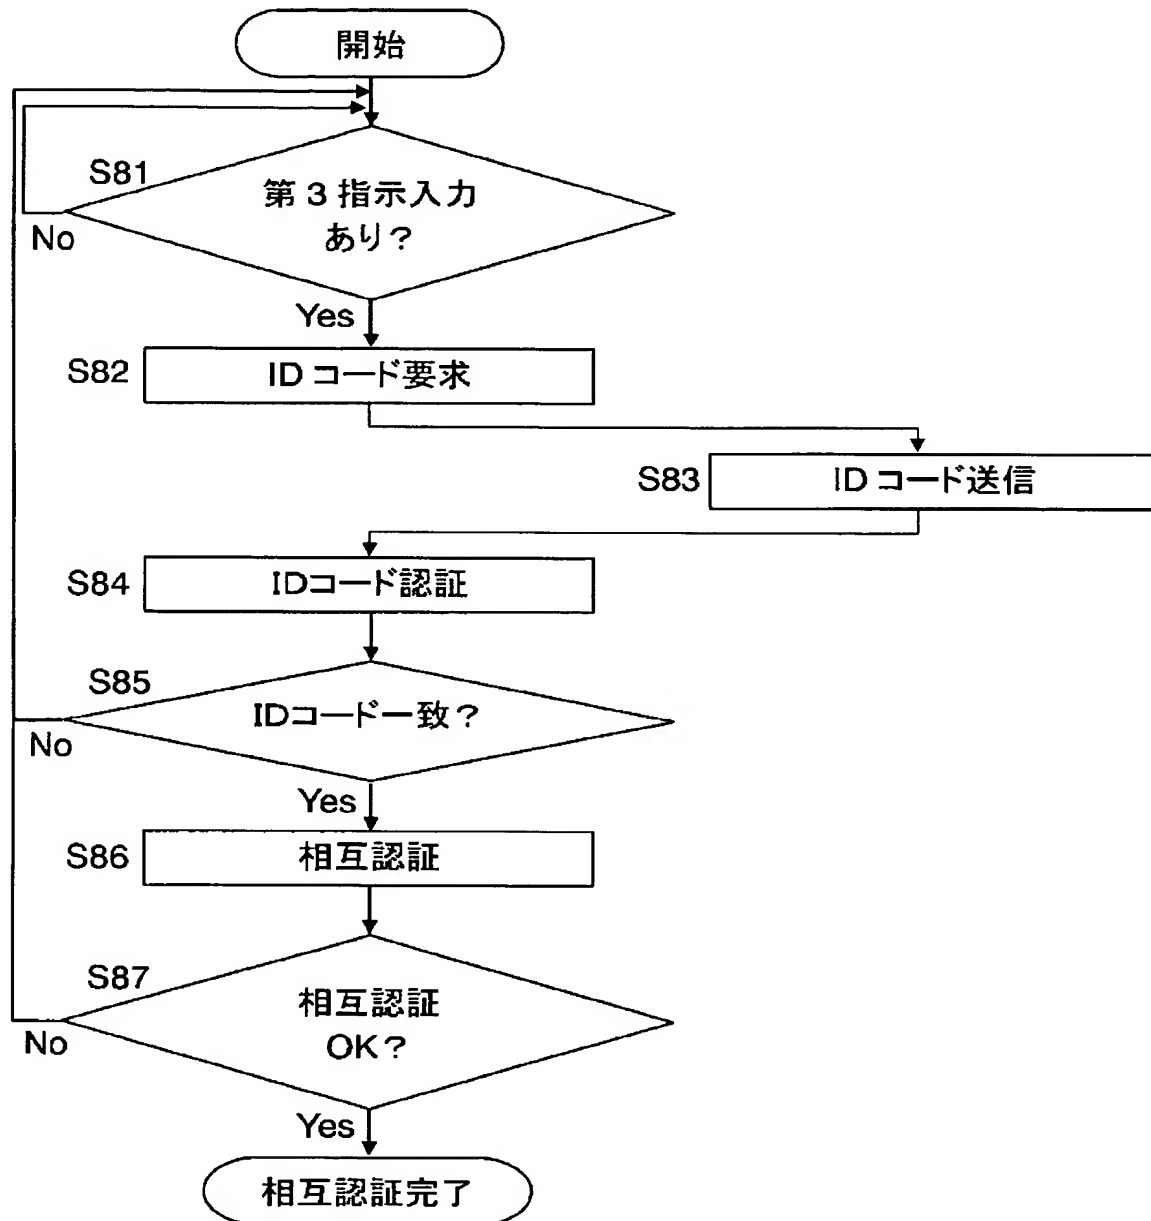 開始
S81
第 3 指示入力
あり?
No
Yes
S82
ID コード要求
S83
ID コード送信
S84
IDコード認証
S85
IDコード一致?
No
Yes
S86
相互認証
S87
相互認証
OK?
No
Yes
相互認証完了